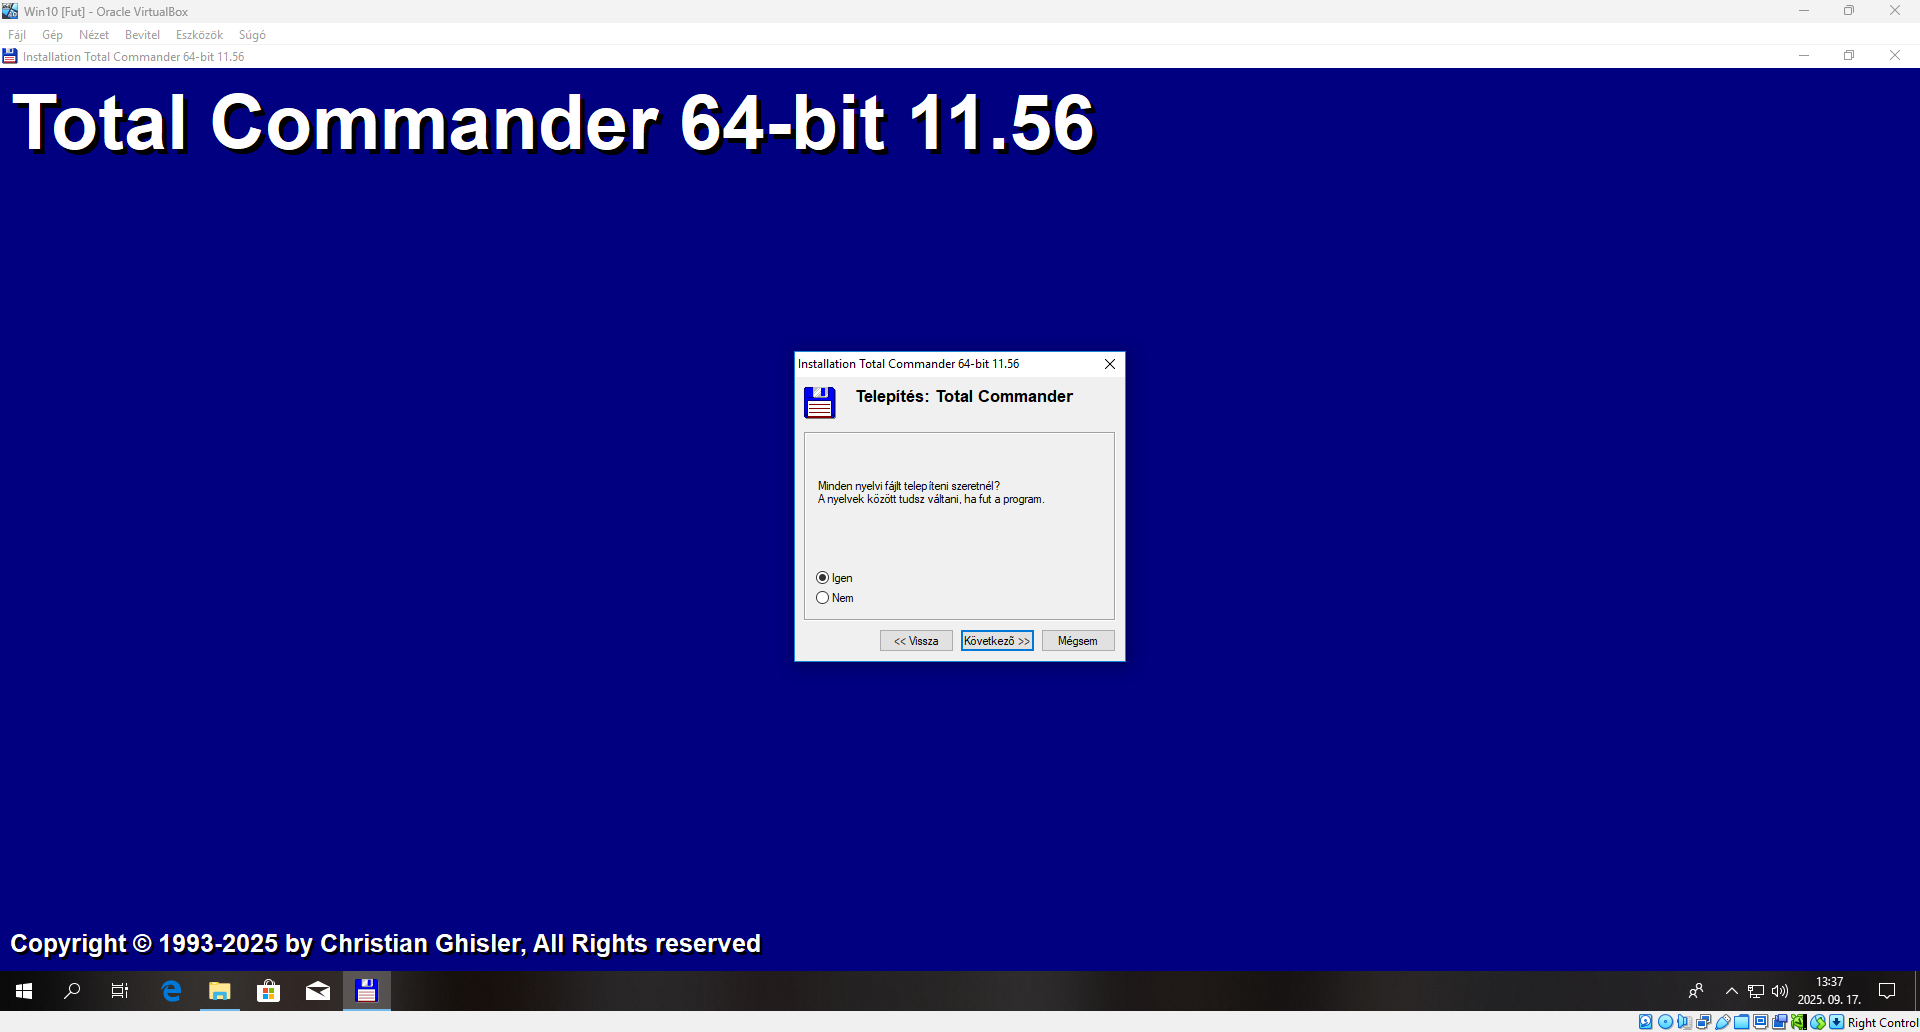 Win10 [Fut] - Oracle VirtualBox
Fájl Gép Nézet Bevitel Eszközök Súgó
Installation Total Commander 64-bit 11.56
Total Commander 64-bit 11.56
Installation Total Commander 64-bit 11.56
Telepítés: Total Commander
Minden nyelvi fájlt telepíteni szeretnél?
A nyelvek között tudsz váltani, ha fut a program.
Igen
Nem
<< Vissza Következõ >> Mégsem
Copyright © 1993-2025 by Christian Ghisler, All Rights reserved
13:37
2025. 09. 17.
Right Control